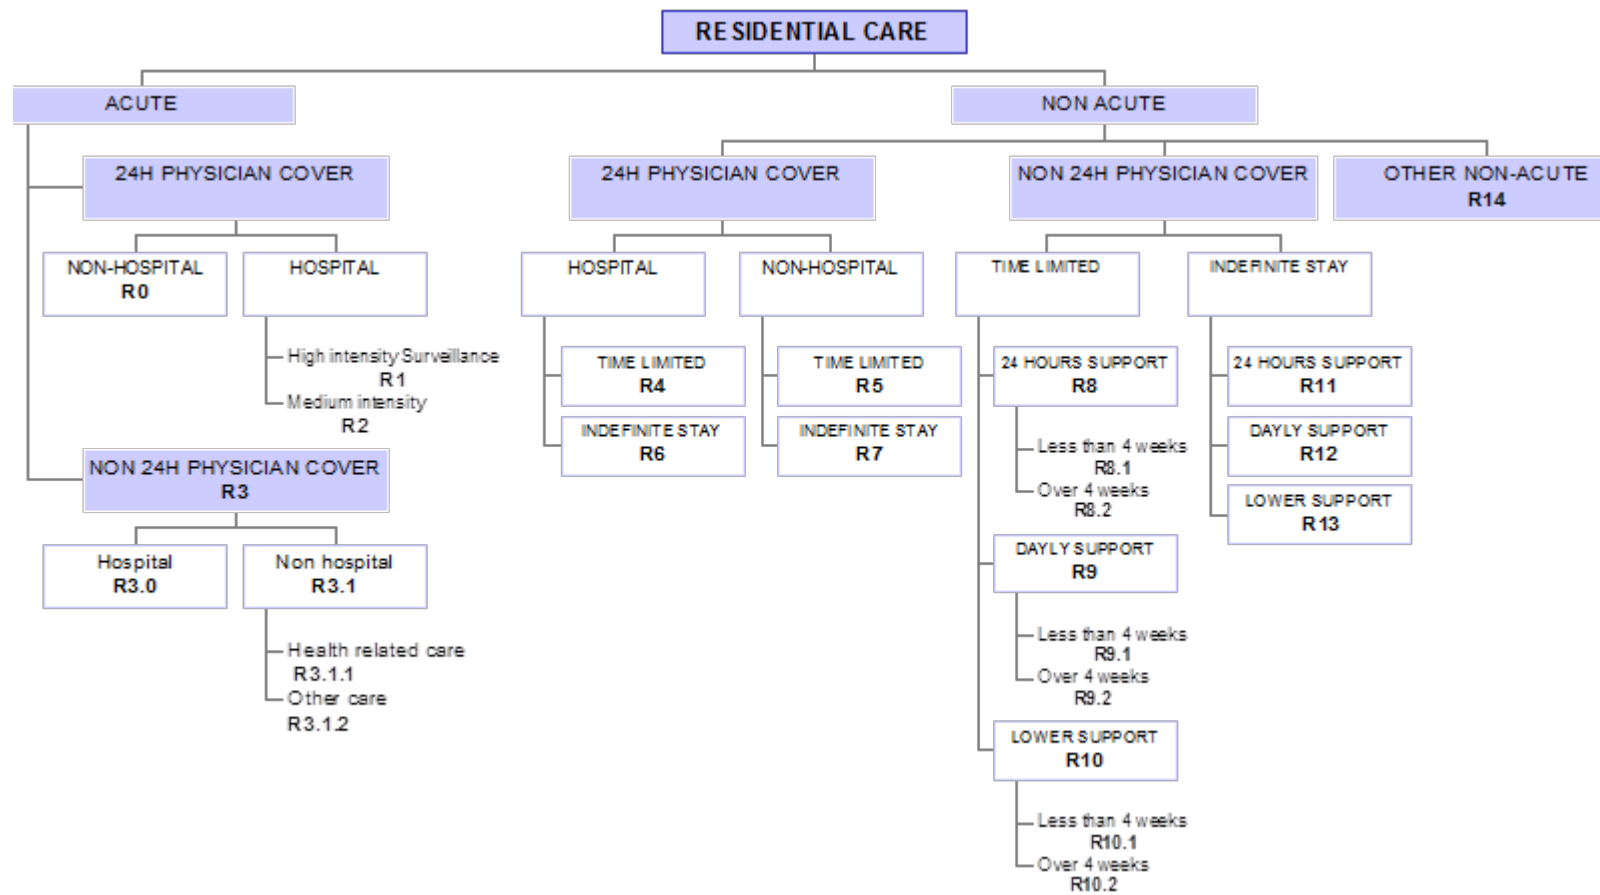 RESIDENTIAL CARE
ACUTE
NON ACUTE
24H PHYSICIAN COVER
24H PHYSICIAN COVER
NON 24H PHYSICIAN COVER
OTHER NON-ACUTE
R14
NON-HOSPITAL
R0
HOSPITAL
High intensity Surveillance
R1
Medium intensity
R2
NON 24H PHYSICIAN COVER
R3
Hospital
R3.0
Non hospital
R3.1
Health related care
R3.1.1
Other care
R3.1.2
HOSPITAL
TIME LIMITED
R4
INDEFINITE STAY
R6
NON-HOSPITAL
TIME LIMITED
R5
INDEFINITE STAY
R7
TIME LIMITED
24 HOURS SUPPORT
R8
Less than 4 weeks
R8.1
Over 4 weeks
R8.2
DAYLY SUPPORT
R9
Less than 4 weeks
R9.1
Over 4 weeks
R9.2
LOWER SUPPORT
R10
Less than 4 weeks
R10.1
Over 4 weeks
R10.2
INDEFINITE STAY
24 HOURS SUPPORT
R11
DAYLY SUPPORT
R12
LOWER SUPPORT
R13